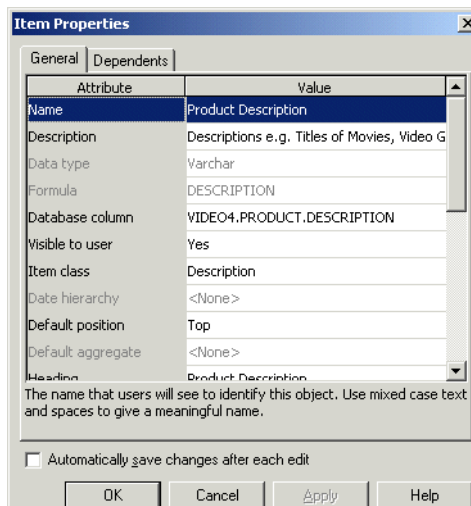 Item Properties
General Dependents
Attribute Value
Name Product Description
Description Descriptions e.g. Titles of Movies, Video G
Data type Varchar
Formula DESCRIPTION
Database column VIDEO4.PRODUCT.DESCRIPTION
Visible to user Yes
Item class Description
Date hierarchy <None>
Default position Top
Default aggregate <None>
Heading Product Description
The name that users will see to identify this object. Use mixed case text
and spaces to give a meaningful name.
Automatically save changes after each edit
OK Cancel Apply Help